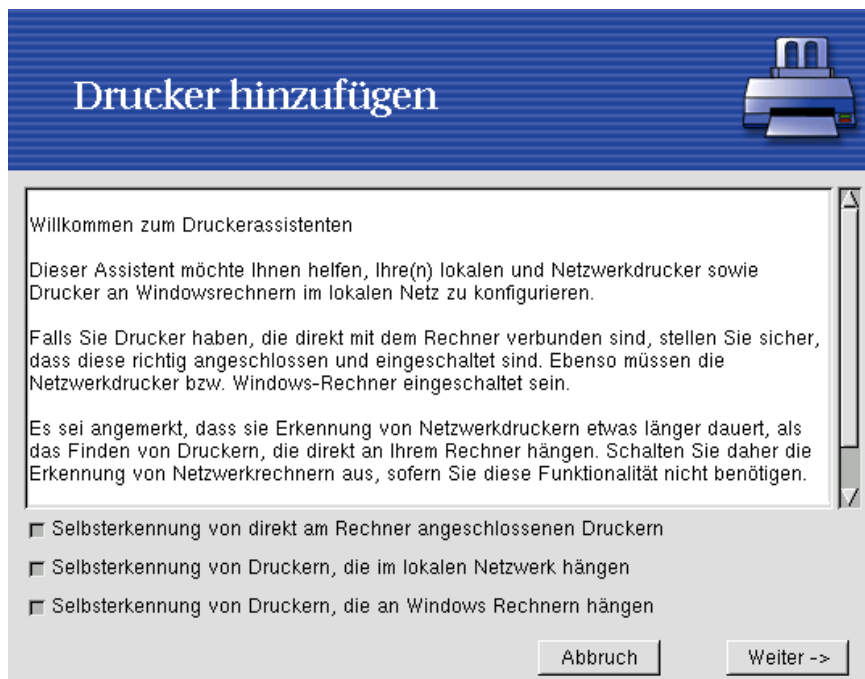 Drucker hinzufügen
Willkommen zum Druckerassistenten
Dieser Assistent möchte Ihnen helfen, Ihre(n) lokalen und Netzwerkdrucker sowie
Drucker an Windowsrechnern im lokalen Netz zu konfigurieren.
Falls Sie Drucker haben, die direkt mit dem Rechner verbunden sind, stellen Sie sicher,
dass diese richtig angeschlossen und eingeschaltet sind. Ebenso müssen die
Netzwerkdrucker bzw. Windows-Rechner eingeschaltet sein.
Es sei angemerkt, dass sie Erkennung von Netzwerkdruckern etwas länger dauert, als
das Finden von Druckern, die direkt an Ihrem Rechner hängen. Schalten Sie daher die
Erkennung von Netzwerkrechnern aus, sofern Sie diese Funktionalität nicht benötigen.
Selbsterkennung von direkt am Rechner angeschlossenen Druckern
Selbsterkennung von Druckern, die im lokalen Netzwerk hängen
Selbsterkennung von Druckern, die an Windows Rechnern hängen
Abbruch
Weiter ->